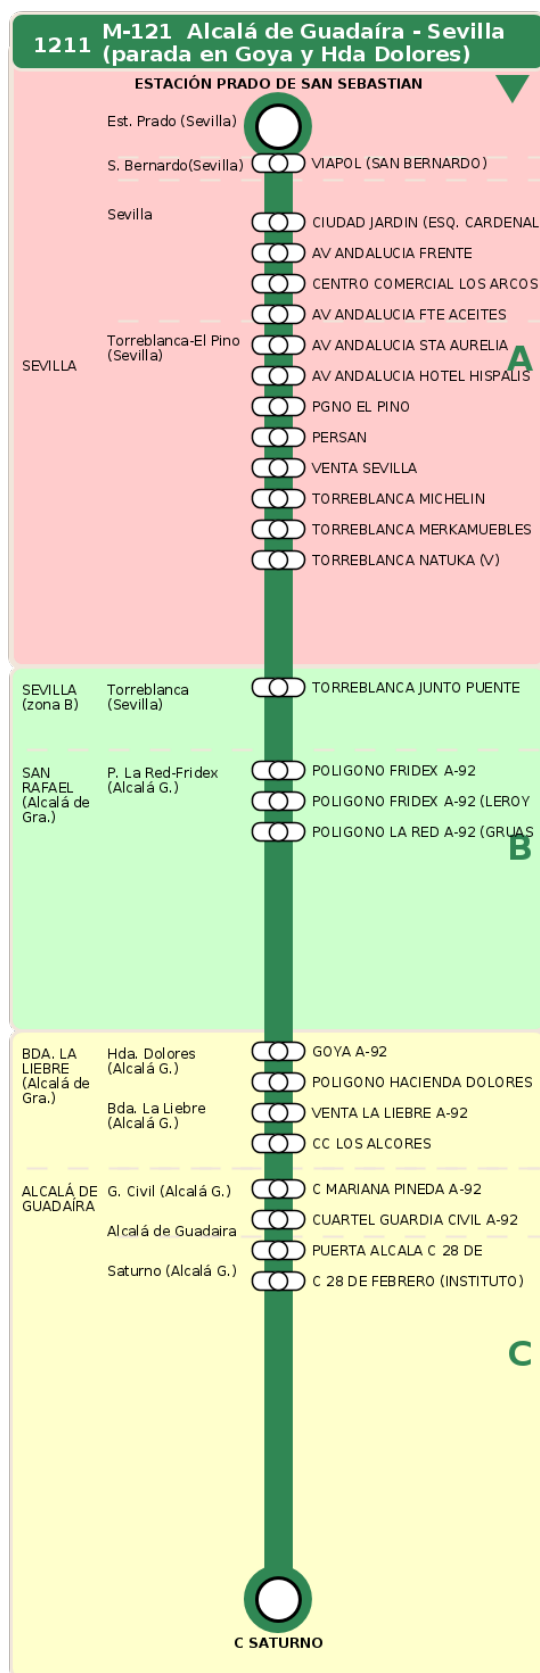 1211
M-121 Alcalá de Guadaíra - Sevilla
(parada en Goya y Hda Dolores)
ESTACIÓN PRADO DE SAN SEBASTIAN
Est. Prado (Sevilla)
S. Bernardo(Sevilla)
VIAPOL (SAN BERNARDO)
Sevilla
CIUDAD JARDIN (ESQ. CARDENAL
AV ANDALUCIA FRENTE
CENTRO COMERCIAL LOS ARCOS
AV ANDALUCIA FTE ACEITES
Torreblanca-El Pino
(Sevilla)
AV ANDALUCIA STA AURELIA
SEVILLA
A
AV ANDALUCIA HOTEL HISPALIS
PGNO EL PINO
PERSAN
VENTA SEVILLA
TORREBLANCA MICHELIN
TORREBLANCA MERKAMUEBLES
TORREBLANCA NATUKA (V)
SEVILLA
(zona B)
Torreblanca
(Sevilla)
TORREBLANCA JUNTO PUENTE
SAN
RAFAEL
(Alcalá de
Gra.)
P. La Red-Fridex
(Alcalá G.)
POLIGONO FRIDEX A-92
POLIGONO FRIDEX A-92 (LEROY
POLIGONO LA RED A-92 (GRUAS
B
BDA. LA
LIEBRE
(Alcalá de
Gra.)
Hda. Dolores
(Alcalá G.)
GOYA A-92
POLIGONO HACIENDA DOLORES
Bda. La Liebre
(Alcalá G.)
VENTA LA LIEBRE A-92
CC LOS ALCORES
ALCALÁ DE
GUADAÍRA
G. Civil (Alcalá G.)
C MARIANA PINEDA A-92
CUARTEL GUARDIA CIVIL A-92
Alcalá de Guadaira
PUERTA ALCALA C 28 DE
Saturno (Alcalá G.)
C 28 DE FEBRERO (INSTITUTO)
C
C SATURNO